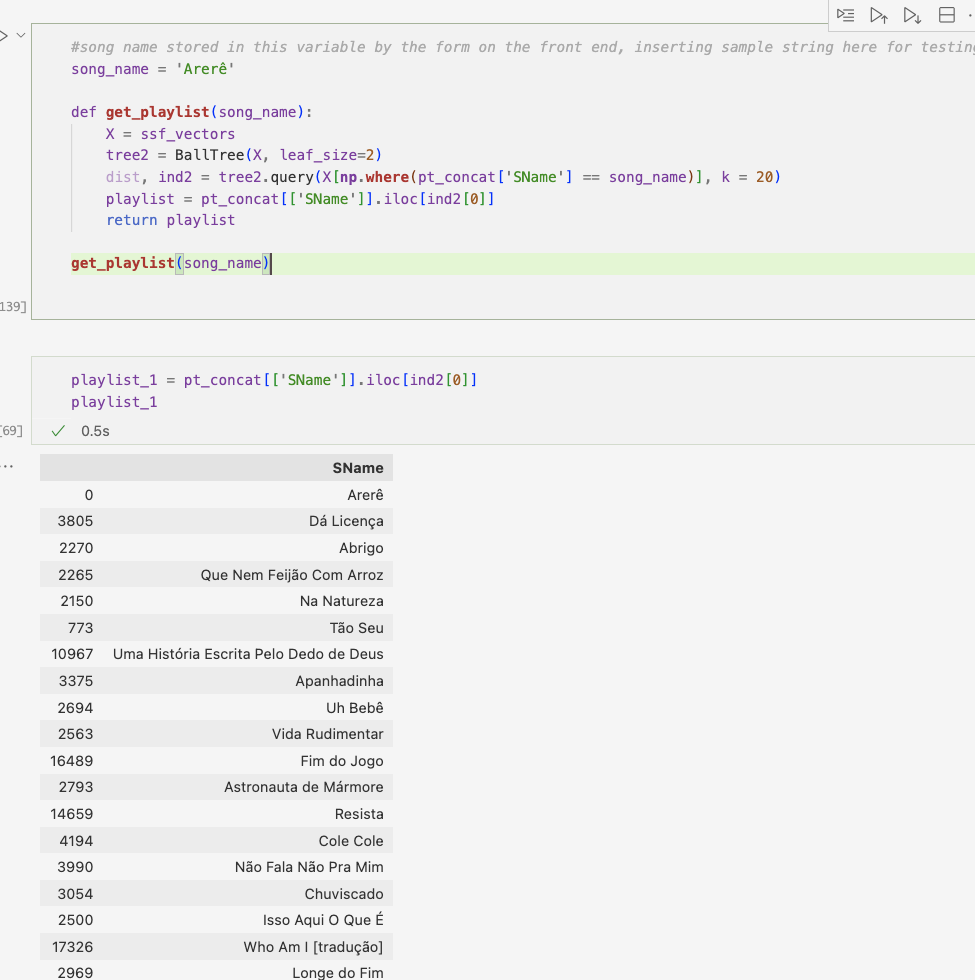 #song name stored in this variable by the form on the front end, inserting sample string here for testing
song_name = 'Arerê'
def get_playlist(song_name):
X = ssf_vectors
tree2 = BallTree(X, leaf_size=2)
dist, ind2 = tree2.query(X[np.where(pt_concat['SName'] == song_name)], k = 20)
playlist = pt_concat[['SName']].iloc[ind2[0]]
return playlist
get_playlist(song_name)
139]
playlist_1 = pt_concat[['SName']].iloc[ind2[0]]
playlist_1
[69] 0.5s
...
SName
0 Arerê
3805 Dá Licença
2270 Abrigo
2265 Que Nem Feijão Com Arroz
2150 Na Natureza
773 Tão Seu
10967 Uma História Escrita Pelo Dedo de Deus
3375 Apanhadinha
2694 Uh Bebê
2563 Vida Rudimentar
16489 Fim do Jogo
2793 Astronauta de Mármore
14659 Resista
4194 Cole Cole
3990 Não Fala Não Pra Mim
3054 Chuviscado
2500 Isso Aqui O Que É
17326 Who Am I [tradução]
2969 Longe do Fim